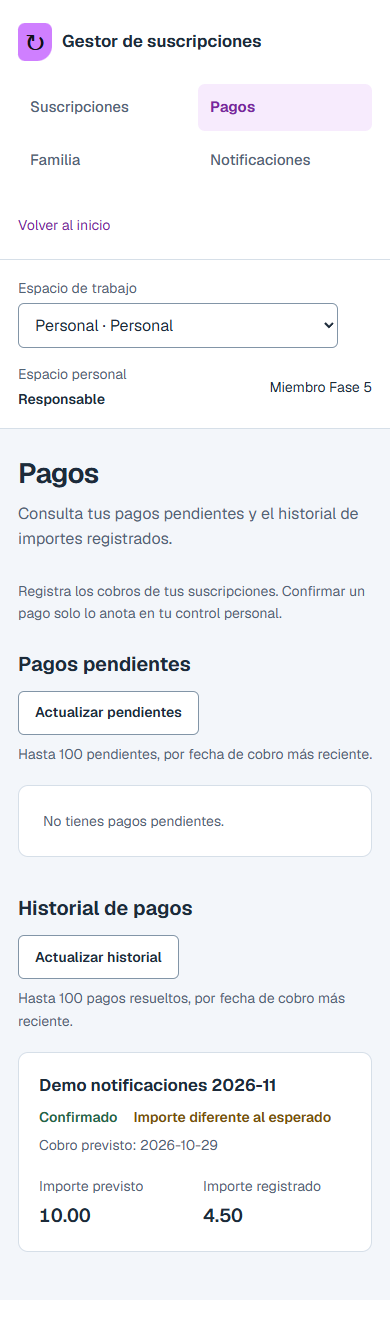 Gestor de suscripciones
Suscripciones
Pagos
Familia
Notificaciones
Volver al inicio
Espacio de trabajo
Personal · Personal
Espacio personal
Responsable
Miembro Fase 5
Pagos
Consulta tus pagos pendientes y el historial de
importes registrados.
Registra los cobros de tus suscripciones. Confirmar un
pago solo lo anota en tu control personal.
Pagos pendientes
Actualizar pendientes
Hasta 100 pendientes, por fecha de cobro más reciente.
No tienes pagos pendientes.
Historial de pagos
Actualizar historial
Hasta 100 pagos resueltos, por fecha de cobro más
reciente.
Demo notificaciones 2026-11
Confirmado Importe diferente al esperado
Cobro previsto: 2026-10-29
Importe previsto
10.00
Importe registrado
4.50